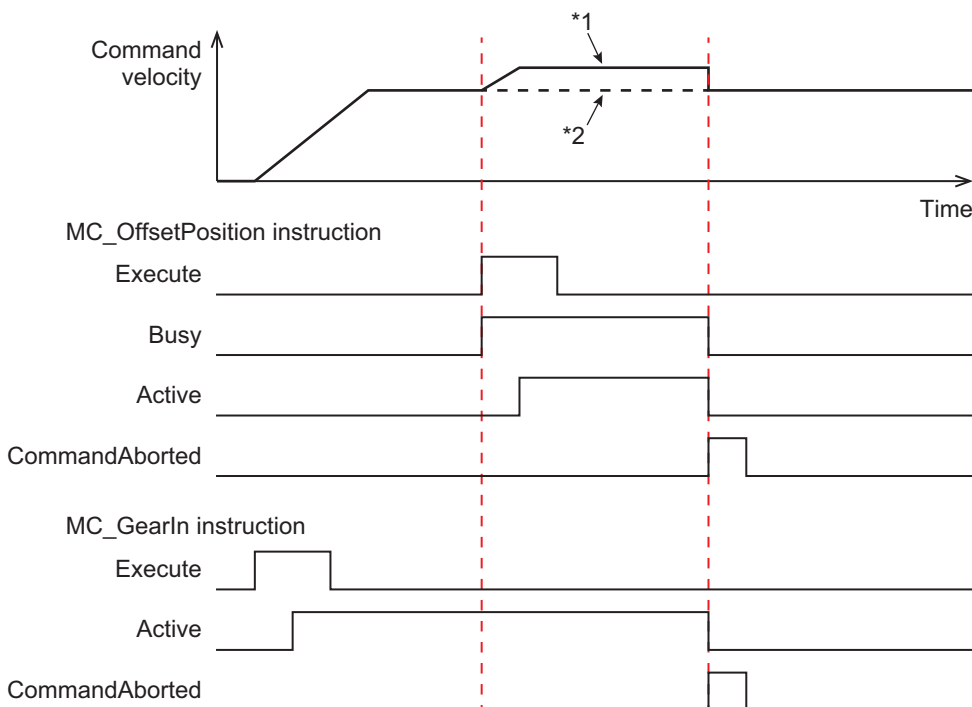 *1
Command
velocity
*2
Time
MC_OffsetPosition instruction
Execute
Busy
Active
CommandAborted
MC_GearIn instruction
Execute
Active
CommandAborted